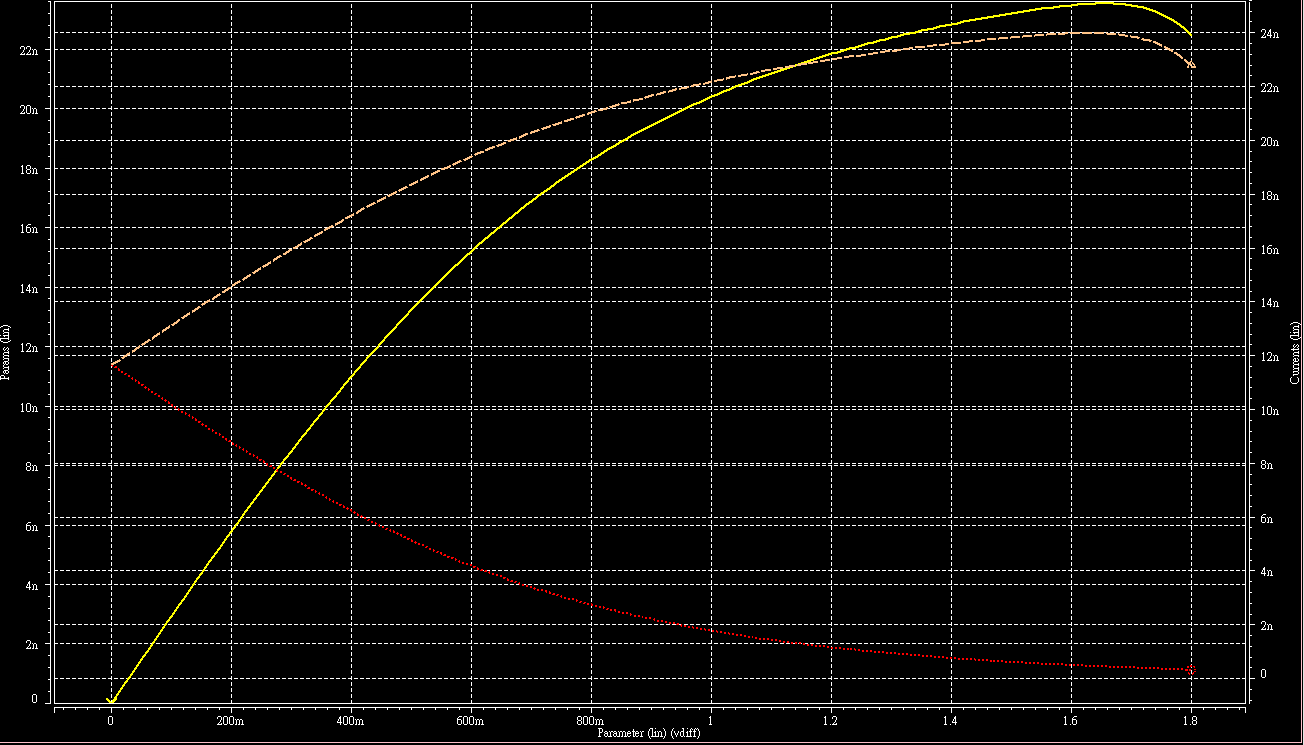 22n
20n
18n
16n
14n
12n
10n
8n
6n
4n
2n
0
Params (lin)
24n
22n
20n
18n
16n
14n
12n
10n
8n
6n
4n
2n
0
Currents (lin)
0 200m 400m 600m 800m 1 1.2 1.4 1.6 1.8
Parameter (lin) (vdiff)